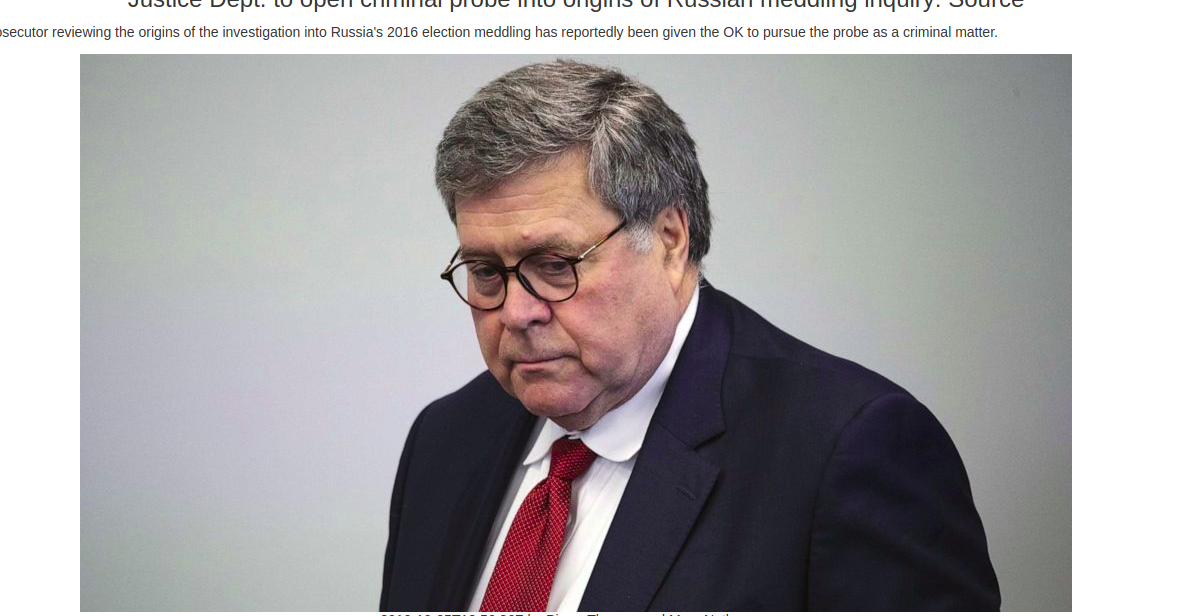 Justice Dept. to open criminal probe into origins of Russian meddling inquiry: Source
reviewing the origins of the investigation into Russia's 2016 election meddling has reportedly been given the OK to pursue the probe as a criminal matter.